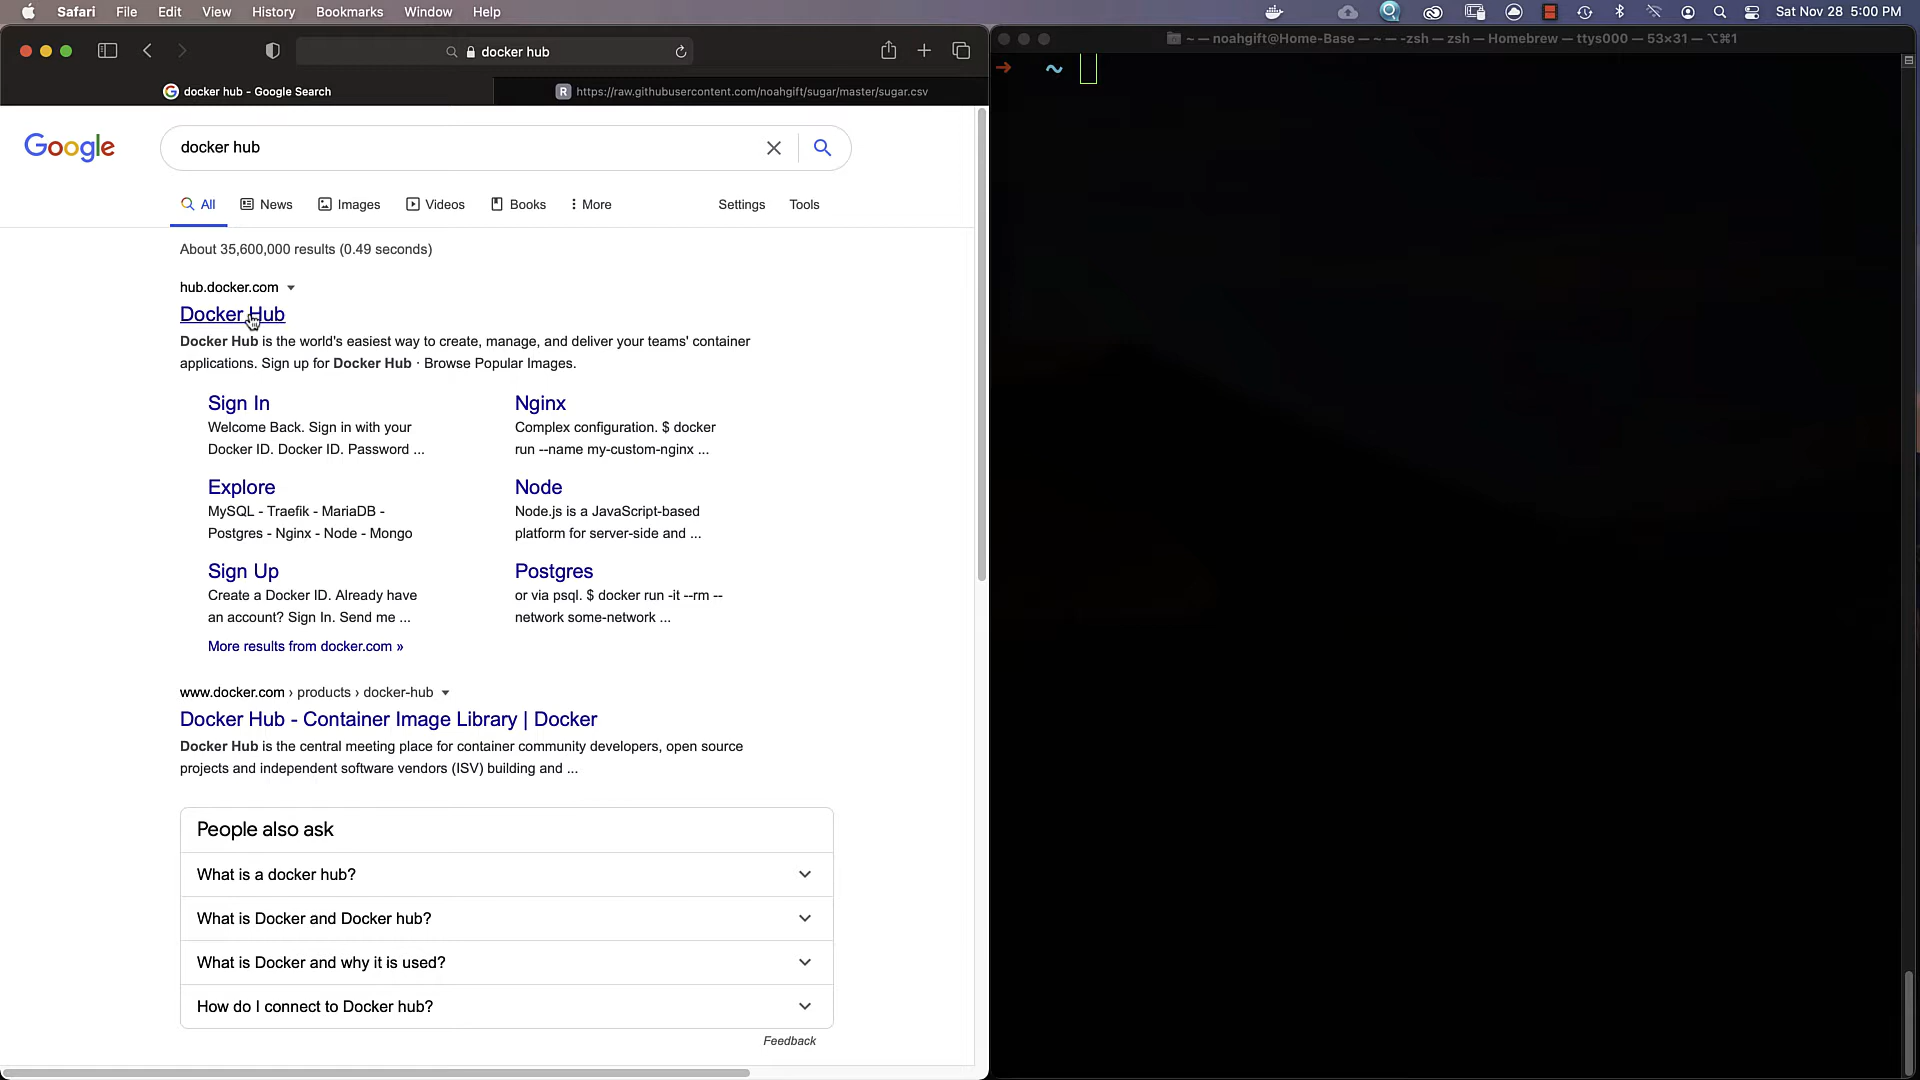 Safari File Edit View History Bookmarks Window Help
Sat Nov 28 5:00 PM
docker hub
~ — noahgift@Home-Base — ~ — -zsh — zsh — Homebrew — ttys000 — 53×31 — ⌥⌘1
docker hub - Google Search
R https://raw.githubusercontent.com/noahgift/sugar/master/sugar.csv
➜ ~
Google
docker hub
All News Images Videos Books More Settings Tools
About 35,600,000 results (0.49 seconds)
hub.docker.com
Docker Hub
Docker Hub is the world's easiest way to create, manage, and deliver your teams' container
applications. Sign up for Docker Hub · Browse Popular Images.
Sign In
Welcome Back. Sign in with your
Docker ID. Docker ID. Password ...
Nginx
Complex configuration. $ docker
run --name my-custom-nginx ...
Explore
MySQL - Traefik - MariaDB -
Postgres - Nginx - Node - Mongo
Node
Node.js is a JavaScript-based
platform for server-side and ...
Sign Up
Create a Docker ID. Already have
an account? Sign In. Send me ...
Postgres
or via psql. $ docker run -it --rm --
network some-network ...
More results from docker.com »
www.docker.com › products › docker-hub
Docker Hub - Container Image Library | Docker
Docker Hub is the central meeting place for container community developers, open source
projects and independent software vendors (ISV) building and ...
People also ask
What is a docker hub?
What is Docker and Docker hub?
What is Docker and why it is used?
How do I connect to Docker hub?
Feedback